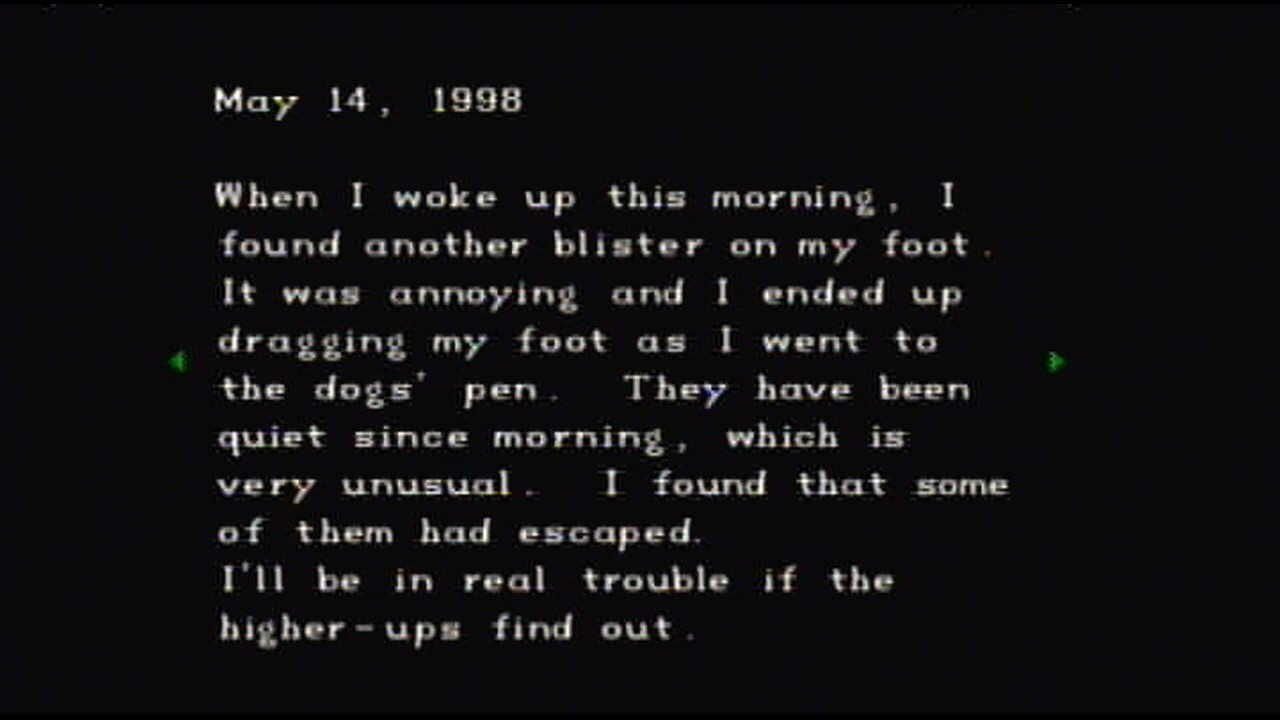 May 14, 1998
When I woke up this morning, I
found another blister on my foot.
It was annoying and I ended up
dragging my foot as I went to
the dogs' pen. They have been
quiet since morning, which is
very unusual. I found that some
of them had escaped.
I'll be in real trouble if the
higher-ups find out.